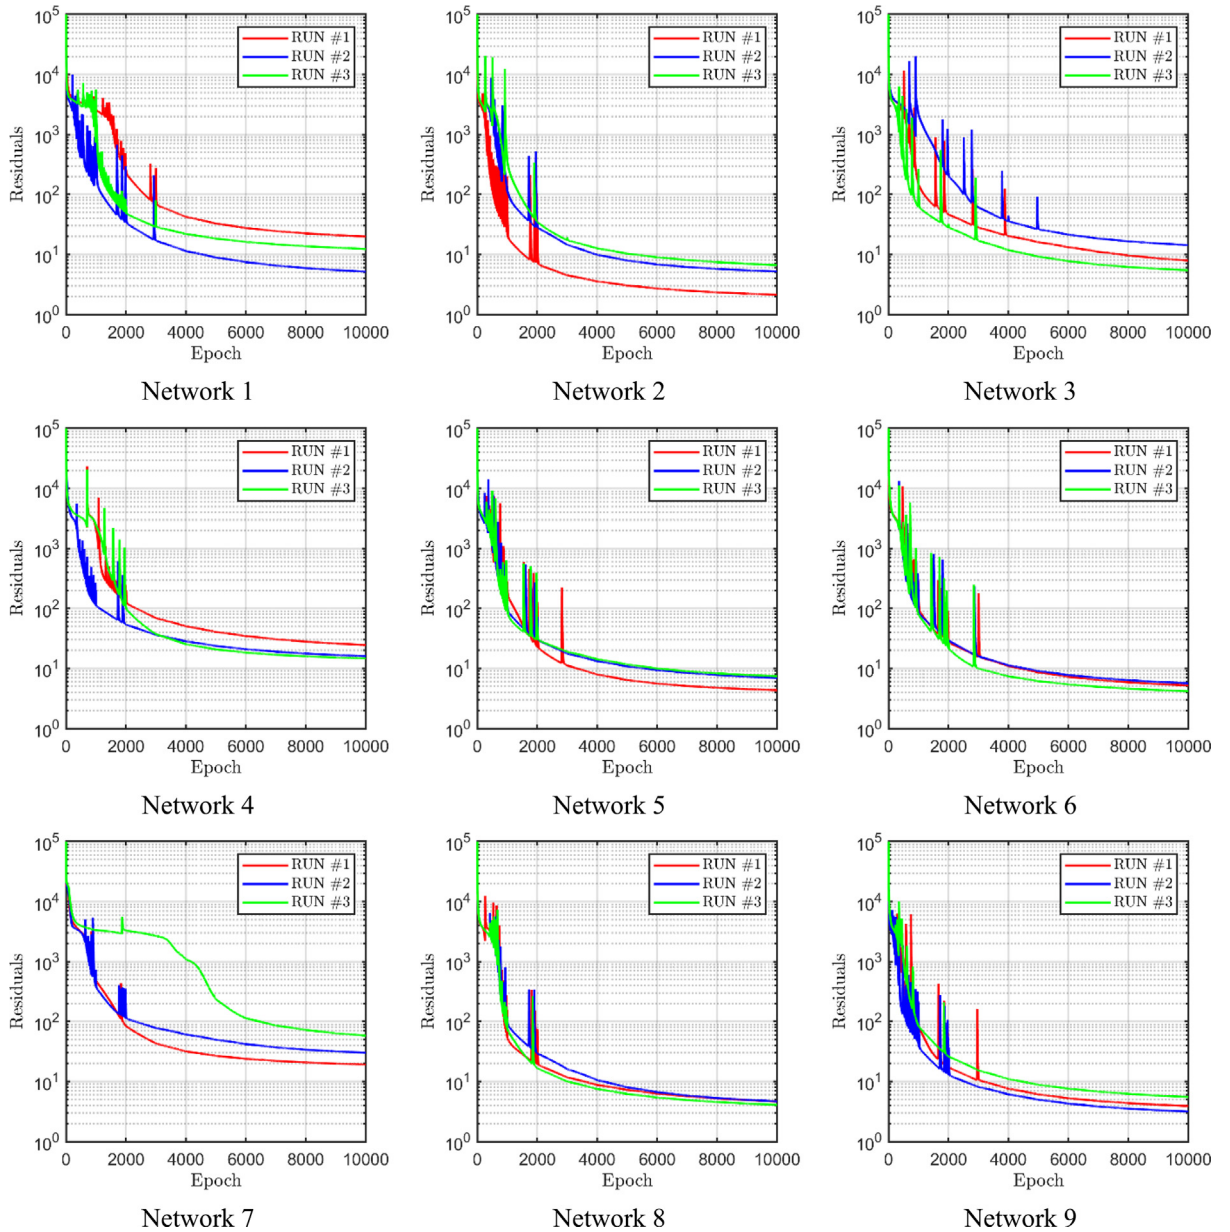 10^5
10^4
10^3
10^2
10^1
10^0
Residuals
RUN #1
RUN #2
RUN #3
0 2000 4000 6000 8000 10000
Epoch
Network 1
10^5
10^4
10^3
10^2
10^1
10^0
Residuals
RUN #1
RUN #2
RUN #3
0 2000 4000 6000 8000 10000
Epoch
Network 2
10^5
10^4
10^3
10^2
10^1
10^0
Residuals
RUN #1
RUN #2
RUN #3
0 2000 4000 6000 8000 10000
Epoch
Network 3
10^5
10^4
10^3
10^2
10^1
10^0
Residuals
RUN #1
RUN #2
RUN #3
0 2000 4000 6000 8000 10000
Epoch
Network 4
10^5
10^4
10^3
10^2
10^1
10^0
Residuals
RUN #1
RUN #2
RUN #3
0 2000 4000 6000 8000 10000
Epoch
Network 5
10^5
10^4
10^3
10^2
10^1
10^0
Residuals
RUN #1
RUN #2
RUN #3
0 2000 4000 6000 8000 10000
Epoch
Network 6
10^5
10^4
10^3
10^2
10^1
10^0
Residuals
RUN #1
RUN #2
RUN #3
0 2000 4000 6000 8000 10000
Epoch
Network 7
10^5
10^4
10^3
10^2
10^1
10^0
Residuals
RUN #1
RUN #2
RUN #3
0 2000 4000 6000 8000 10000
Epoch
Network 8
10^5
10^4
10^3
10^2
10^1
10^0
Residuals
RUN #1
RUN #2
RUN #3
0 2000 4000 6000 8000 10000
Epoch
Network 9